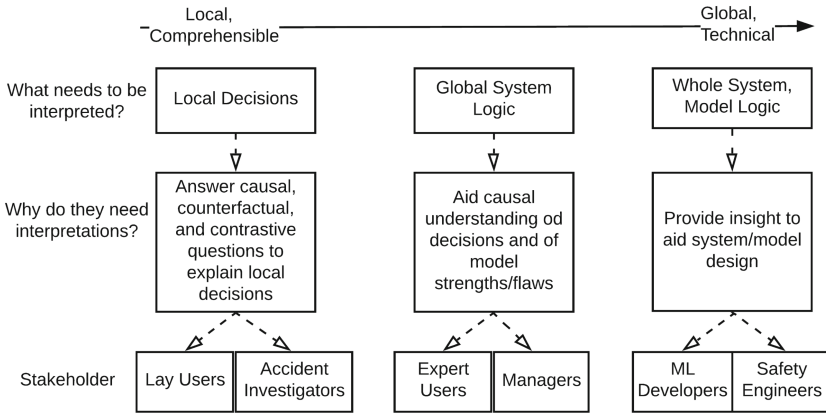 Local,
Comprehensible
Global,
Technical
What needs to be
interpreted?
Local Decisions
Global System
Logic
Whole System,
Model Logic
Why do they need
interpretations?
Answer causal,
counterfactual,
and contrastive
questions to
explain local
decisions
Aid causal
understanding od
decisions and of
model
strengths/flaws
Provide insight to
aid system/model
design
Stakeholder
Lay Users
Accident
Investigators
Expert
Users
Managers
ML
Developers
Safety
Engineers